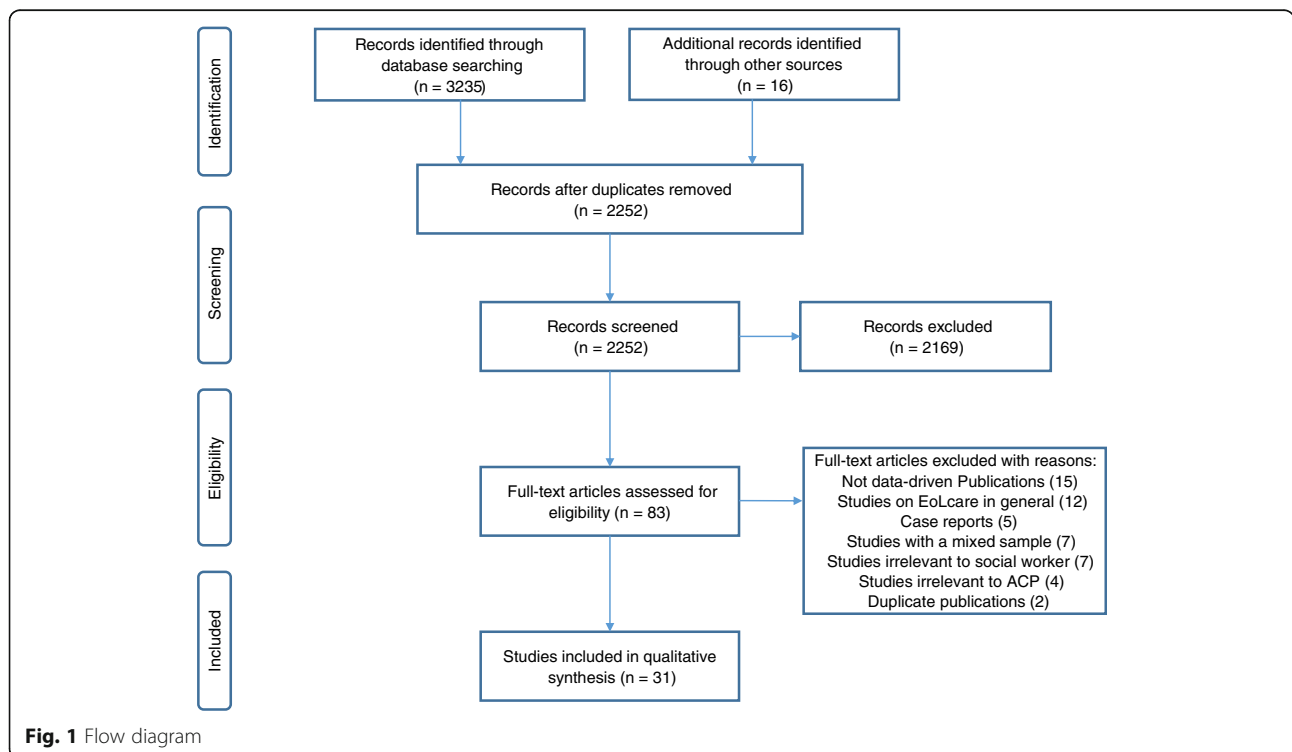 Identification
Records identified through
database searching
(n = 3235)
Additional records identified
through other sources
(n = 16)
Records after duplicates removed
(n = 2252)
Screening
Records screened
(n = 2252)
Records excluded
(n = 2169)
Eligibility
Full-text articles assessed for
eligibility (n = 83)
Full-text articles excluded with reasons:
Not data-driven Publications (15)
Studies on EoLcare in general (12)
Case reports (5)
Studies with a mixed sample (7)
Studies irrelevant to social worker (7)
Studies irrelevant to ACP (4)
Duplicate publications (2)
Included
Studies included in qualitative
synthesis (n = 31)
Fig. 1 Flow diagram